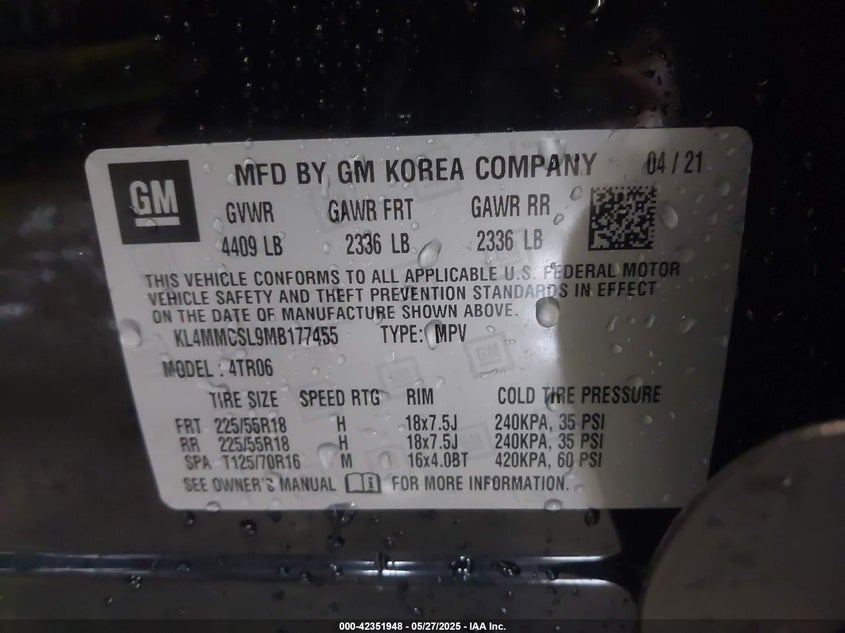 GM
MFD BY GM KOREA COMPANY 04 / 21
GVWR GAWR FRT GAWR RR
4409 LB 2336 LB 2336 LB
THIS VEHICLE CONFORMS TO ALL APPLICABLE U.S. FEDERAL MOTOR
VEHICLE SAFETY AND THEFT PREVENTION STANDARDS IN EFFECT
ON THE DATE OF MANUFACTURE SHOWN ABOVE.
KL4MMCSL9MB177455 TYPE: MPV
MODEL : 4TR06
TIRE SIZE SPEED RTG RIM COLD TIRE PRESSURE
FRT 225/55R18 H 18x7.5J 240KPA, 35 PSI
RR 225/55R18 H 18x7.5J 240KPA, 35 PSI
SPA T125/70R16 M 16x4.0BT 420KPA, 60 PSI
SEE OWNER'S MANUAL FOR MORE INFORMATION.
000-42351948 - 05/27/2025 - IAA Inc.